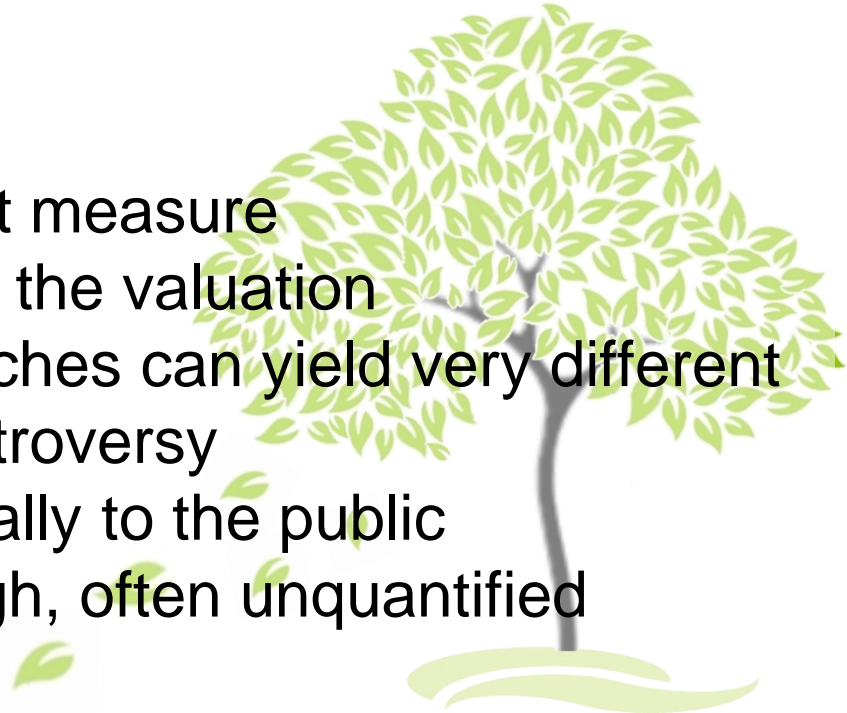 t measure
the valuation
ches can yield very different
troversy
ally to the public
gh, often unquantified